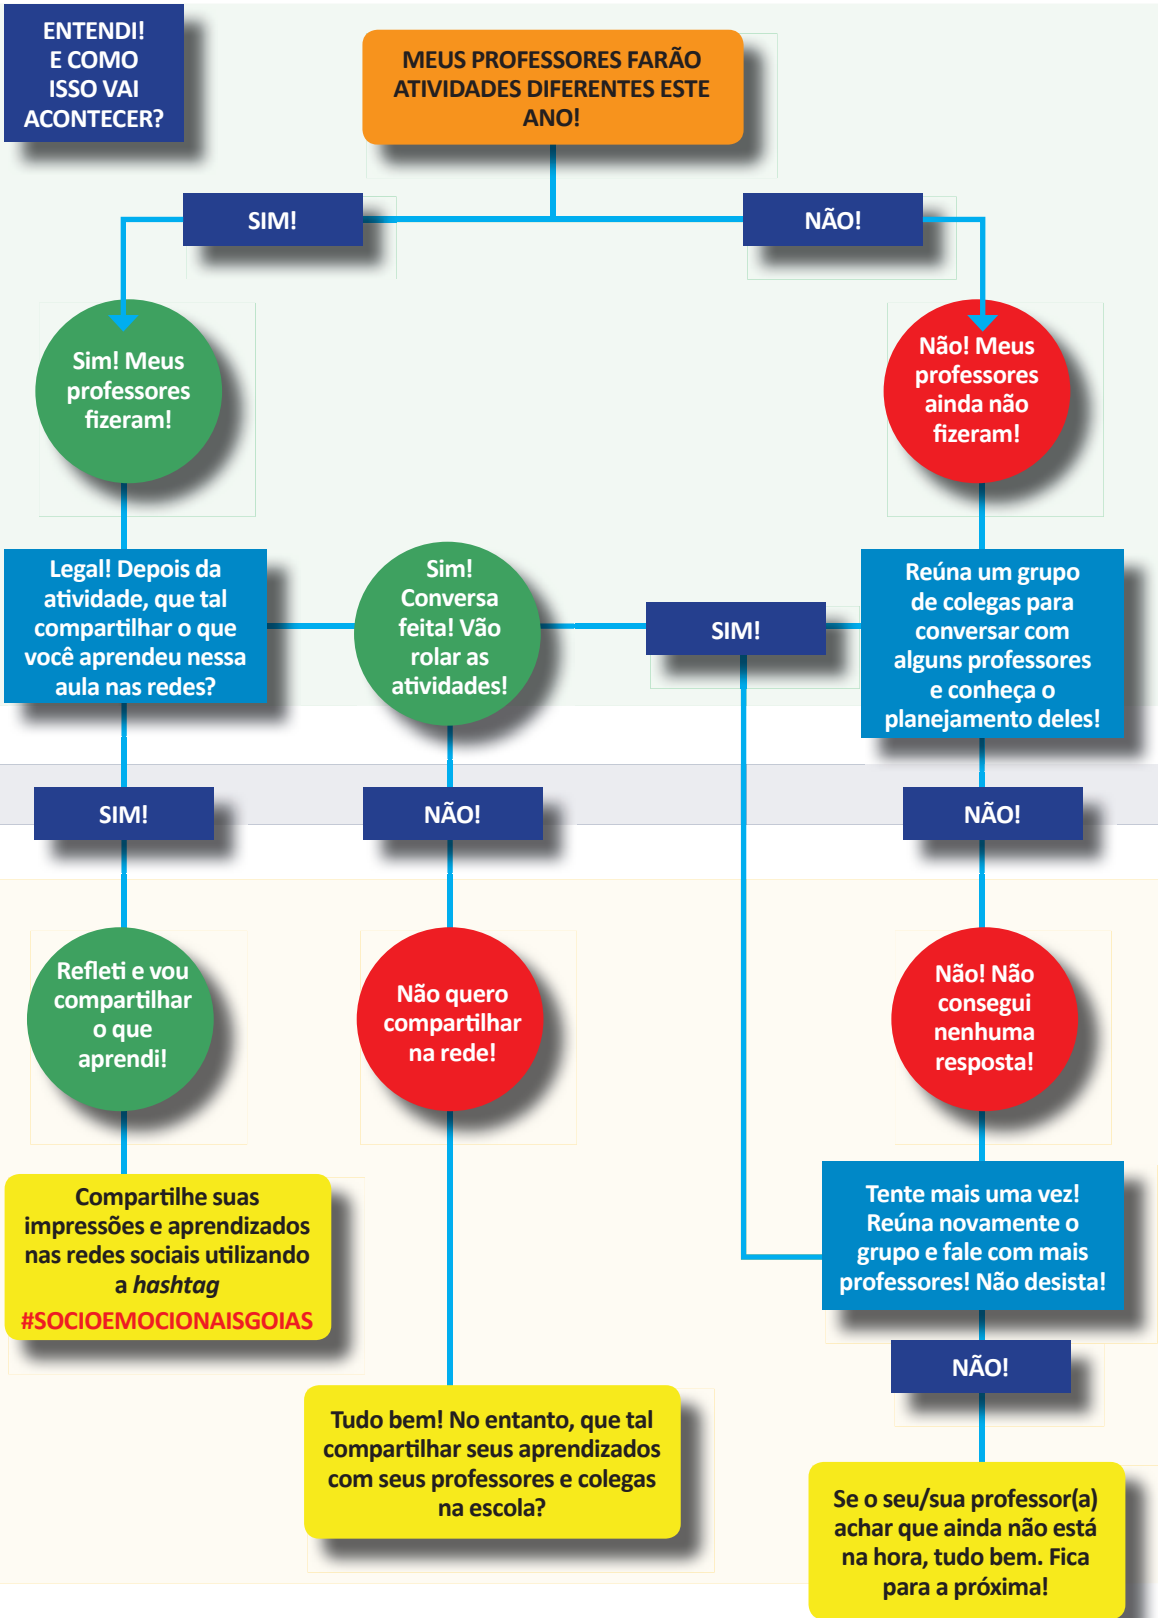 ENTENDI!
E COMO
ISSO VAI
ACONTECER?
MEUS PROFESSORES FARÃO
ATIVIDADES DIFERENTES ESTE
ANO!
SIM!
NÃO!
Sim! Meus
professores
fizeram!
Não! Meus
professores
ainda não
fizeram!
Legal! Depois da
atividade, que tal
compartilhar o que
você aprendeu nessa
aula nas redes?
Sim!
Conversa
feita! Vão
rolar as
atividades!
SIM!
Reúna um grupo
de colegas para
conversar com
alguns professores
e conheça o
planejamento deles!
SIM!
NÃO!
NÃO!
Refleti e vou
compartilhar
o que
aprendi!
Não quero
compartilhar
na rede!
Não! Não
consegui
nenhuma
resposta!
Compartilhe suas
impressões e aprendizados
nas redes sociais utilizando
a hashtag
#SOCIOEMOCIONAISGOIAS
Tente mais uma vez!
Reúna novamente o
grupo e fale com mais
professores! Não desista!
NÃO!
Tudo bem! No entanto, que tal
compartilhar seus aprendizados
com seus professores e colegas
na escola?
Se o seu/sua professor(a)
achar que ainda não está
na hora, tudo bem. Fica
para a próxima!